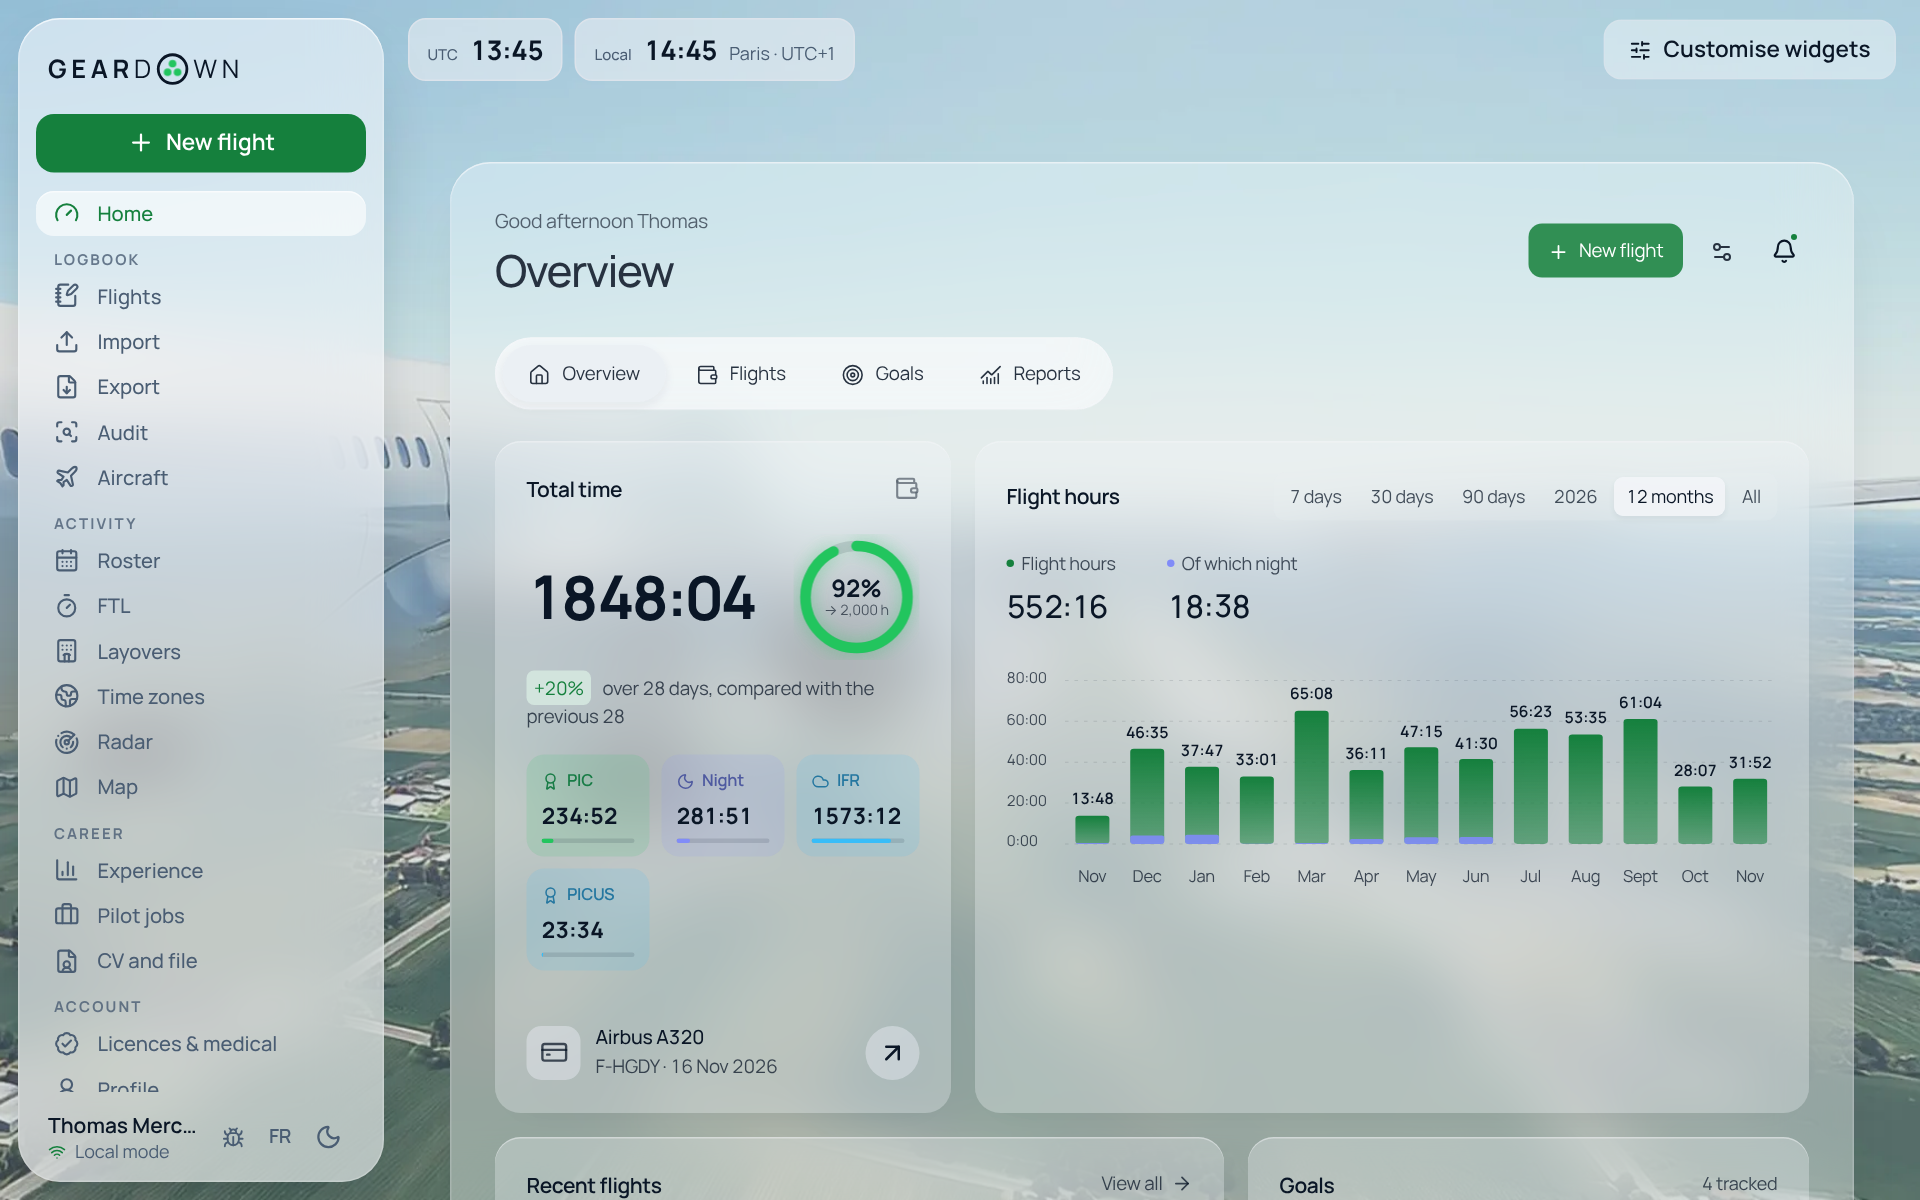 GEARDOWN
New flight
Home
LOGBOOK
Flights
Import
Export
Audit
Aircraft
ACTIVITY
Roster
FTL
Layovers
Time zones
Radar
Map
CAREER
Experience
Pilot jobs
CV and file
ACCOUNT
Licences & medical
Profile
Thomas Merc...
Local mode
FR
UTC 13:45
Local 14:45 Paris · UTC+1
Customise widgets
Good afternoon Thomas
Overview
New flight
Overview Flights Goals Reports
Total time
1848:04
92%
→ 2,000 h
+20% over 28 days, compared with the
previous 28
PIC
234:52
Night
281:51
IFR
1573:12
PICUS
23:34
Airbus A320
F-HGDY · 16 Nov 2026
Flight hours
7 days 30 days 90 days 2026 12 months All
Flight hours
552:16
Of which night
18:38
80:00
60:00
40:00
20:00
0:00
13:48 46:35 37:47 33:01 65:08 36:11 47:15 41:30 56:23 53:35 61:04 28:07 31:52
Nov Dec Jan Feb Mar Apr May Jun Jul Aug Sept Oct Nov
Recent flights
View all →
Goals
4 tracked